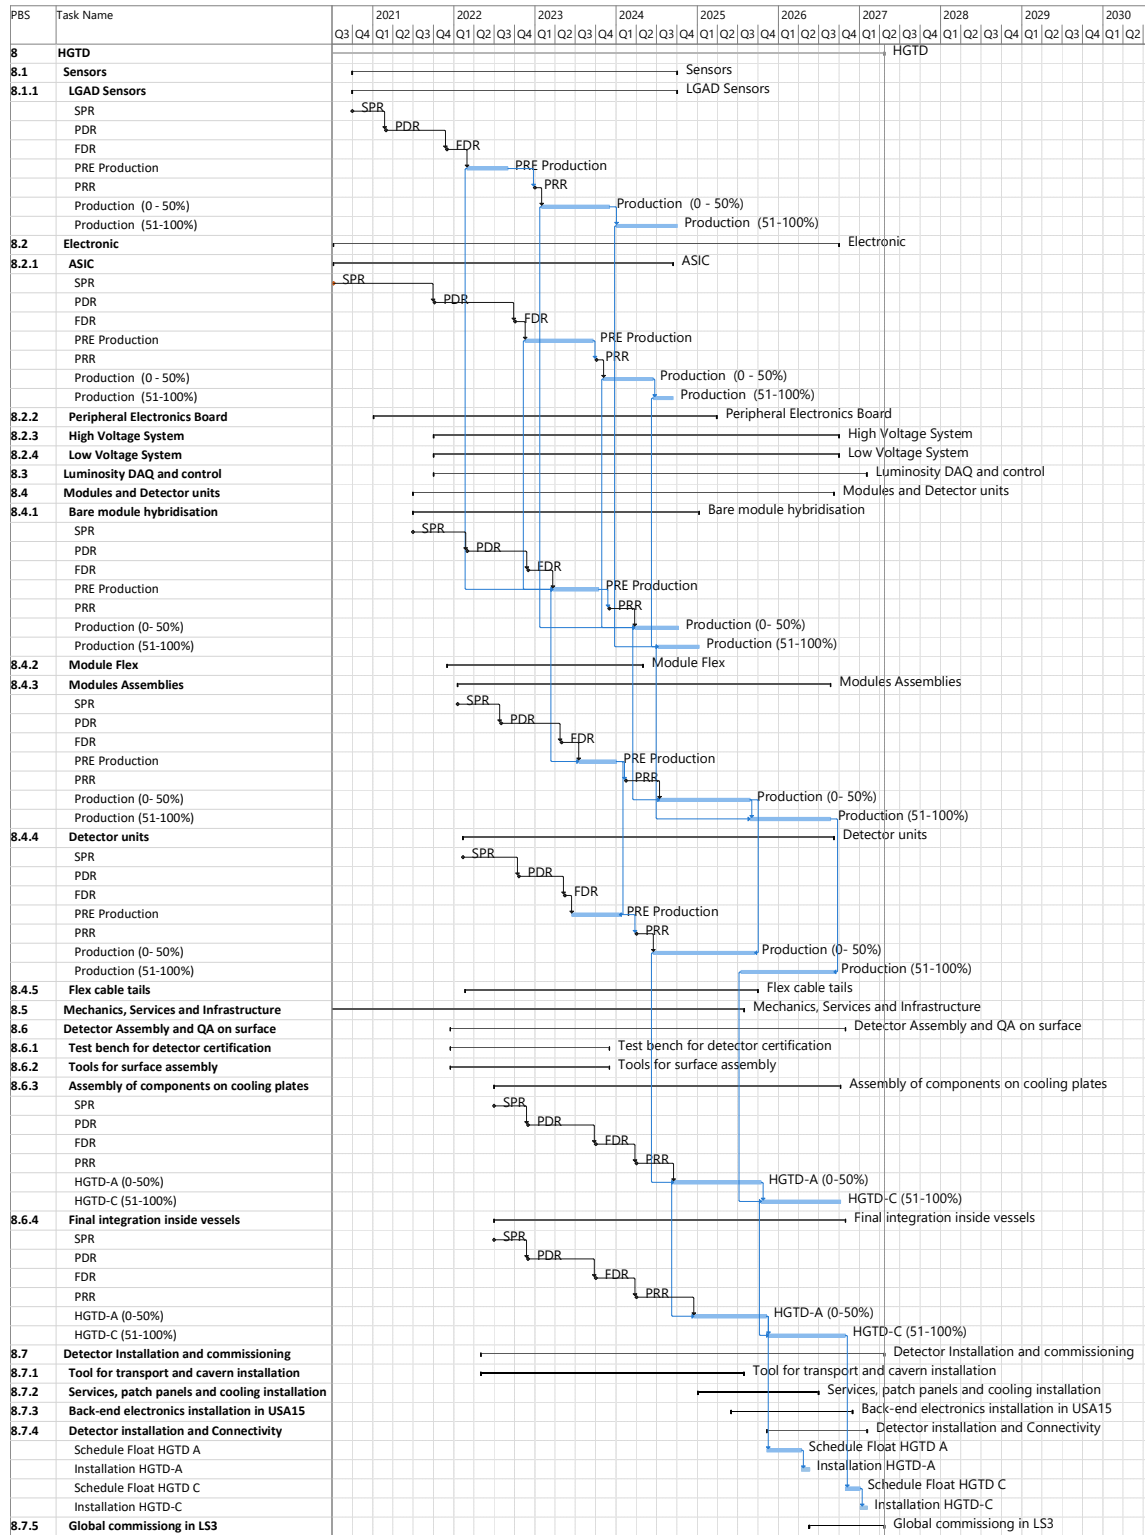 PBS Task Name 2021 2022 2023 2024 2025 2026 2027 2028 2029 2030
Q3 Q4 Q1 Q2 Q3 Q4 Q1 Q2 Q3 Q4 Q1 Q2 Q3 Q4 Q1 Q2 Q3 Q4 Q1 Q2 Q3 Q4 Q1 Q2 Q3 Q4 Q1 Q2 Q3 Q4 Q1 Q2 Q3 Q4 Q1 Q2 Q3 Q4 Q1 Q2
8 HGTD HGTD
8.1 Sensors Sensors
8.1.1 LGAD Sensors LGAD Sensors
SPR SPR
PDR PDR
FDR FDR
PRE Production PRE Production
PRR PRR
Production (0 - 50%) Production (0 - 50%)
Production (51-100%) Production (51-100%)
8.2 Electronic Electronic
8.2.1 ASIC ASIC
SPR SPR
PDR PDR
FDR FDR
PRE Production PRE Production
PRR PRR
Production (0 - 50%) Production (0 - 50%)
Production (51-100%) Production (51-100%)
8.2.2 Peripheral Electronics Board Peripheral Electronics Board
8.2.3 High Voltage System High Voltage System
8.2.4 Low Voltage System Low Voltage System
8.3 Luminosity DAQ and control Luminosity DAQ and control
8.4 Modules and Detector units Modules and Detector units
8.4.1 Bare module hybridisation Bare module hybridisation
SPR SPR
PDR PDR
FDR FDR
PRE Production PRE Production
PRR PRR
Production (0- 50%) Production (0- 50%)
Production (51-100%) Production (51-100%)
8.4.2 Module Flex Module Flex
8.4.3 Modules Assemblies Modules Assemblies
SPR SPR
PDR PDR
FDR FDR
PRE Production PRE Production
PRR PRR
Production (0- 50%) Production (0- 50%)
Production (51-100%) Production (51-100%)
8.4.4 Detector units Detector units
SPR SPR
PDR PDR
FDR FDR
PRE Production PRE Production
PRR PRR
Production (0- 50%) Production (0- 50%)
Production (51-100%) Production (51-100%)
8.4.5 Flex cable tails Flex cable tails
8.5 Mechanics, Services and Infrastructure Mechanics, Services and Infrastructure
8.6 Detector Assembly and QA on surface Detector Assembly and QA on surface
8.6.1 Test bench for detector certification Test bench for detector certification
8.6.2 Tools for surface assembly Tools for surface assembly
8.6.3 Assembly of components on cooling plates Assembly of components on cooling plates
SPR SPR
PDR PDR
FDR FDR
PRR PRR
HGTD-A (0-50%) HGTD-A (0-50%)
HGTD-C (51-100%) HGTD-C (51-100%)
8.6.4 Final integration inside vessels Final integration inside vessels
SPR SPR
PDR PDR
FDR FDR
PRR PRR
HGTD-A (0-50%) HGTD-A (0-50%)
HGTD-C (51-100%) HGTD-C (51-100%)
8.7 Detector Installation and commissioning Detector Installation and commissioning
8.7.1 Tool for transport and cavern installation Tool for transport and cavern installation
8.7.2 Services, patch panels and cooling installation Services, patch panels and cooling installation
8.7.3 Back-end electronics installation in USA15 Back-end electronics installation in USA15
8.7.4 Detector installation and Connectivity Detector installation and Connectivity
Schedule Float HGTD A Schedule Float HGTD A
Installation HGTD-A Installation HGTD-A
Schedule Float HGTD C Schedule Float HGTD C
Installation HGTD-C Installation HGTD-C
8.7.5 Global commissiong in LS3 Global commissiong in LS3